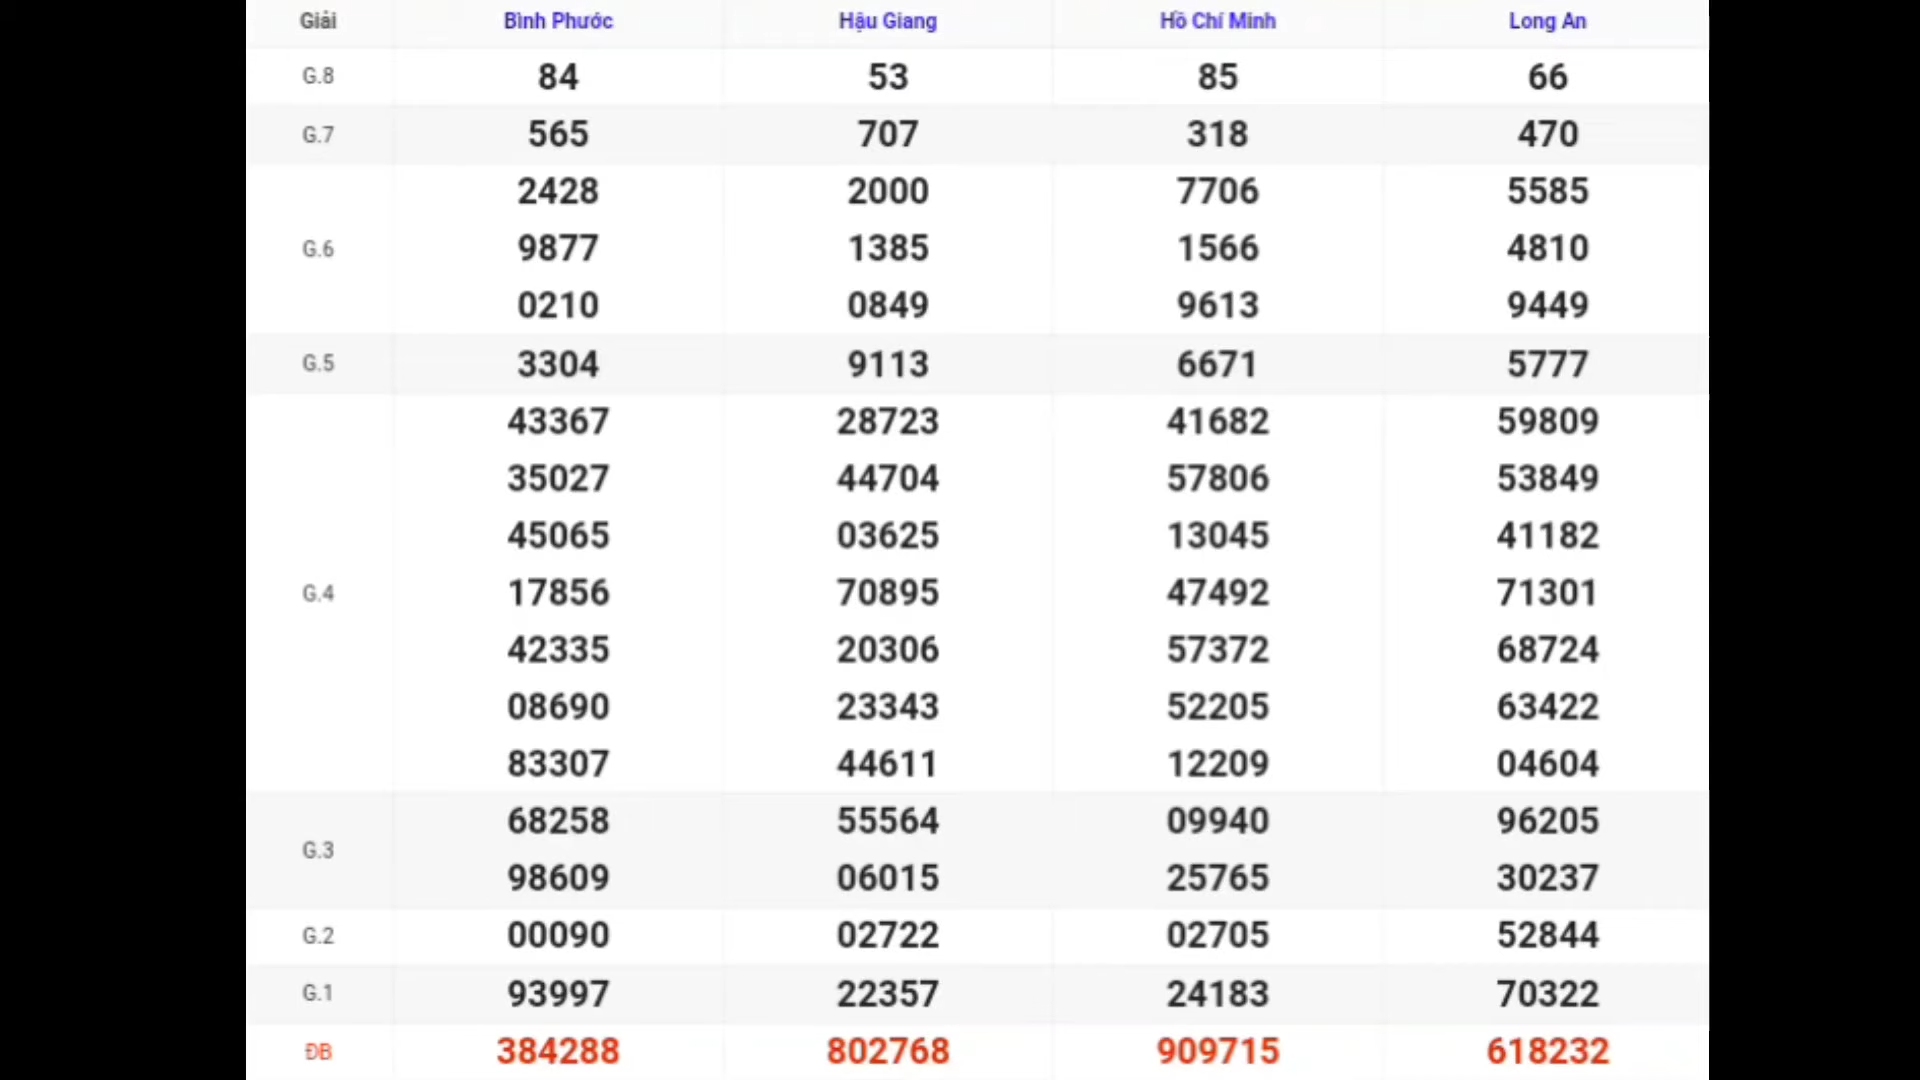 Giải Bình Phước Hậu Giang Hồ Chí Minh Long An
G.8 84 53 85 66
G.7 565 707 318 470
2428 2000 7706 5585
G.6 9877 1385 1566 4810
0210 0849 9613 9449
G.5 3304 9113 6671 5777
43367 28723 41682 59809
35027 44704 57806 53849
45065 03625 13045 41182
G.4 17856 70895 47492 71301
42335 20306 57372 68724
08690 23343 52205 63422
83307 44611 12209 04604
68258 55564 09940 96205
G.3
98609 06015 25765 30237
G.2 00090 02722 02705 52844
G.1 93997 22357 24183 70322
ĐB 384288 802768 909715 618232